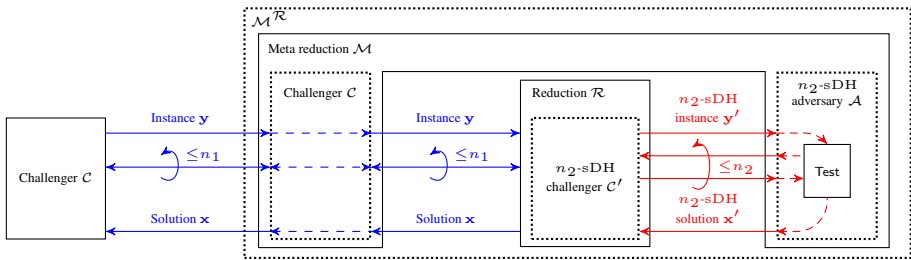 ℳ^ℛ
Meta reduction ℳ
Challenger 𝒞
n₂-sDH
adversary 𝒜
Reduction ℛ
n₂-sDH
instance y′
Instance y
Instance y
≤n₁
≤n₁
≤n₂
Test
Challenger 𝒞
n₂-sDH
challenger 𝒞′
n₂-sDH
solution x′
Solution x
Solution x